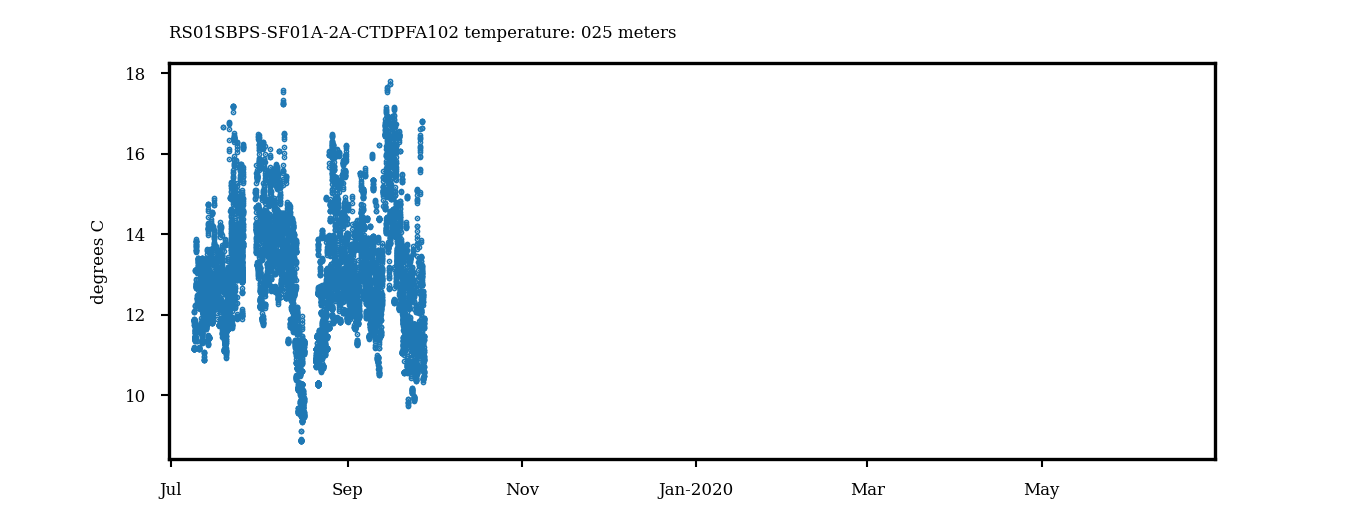 RS01SBPS-SF01A-2A-CTDPFA102 temperature: 025 meters
18
16
14
12
10
degrees C
Jul Sep Nov Jan-2020 Mar May